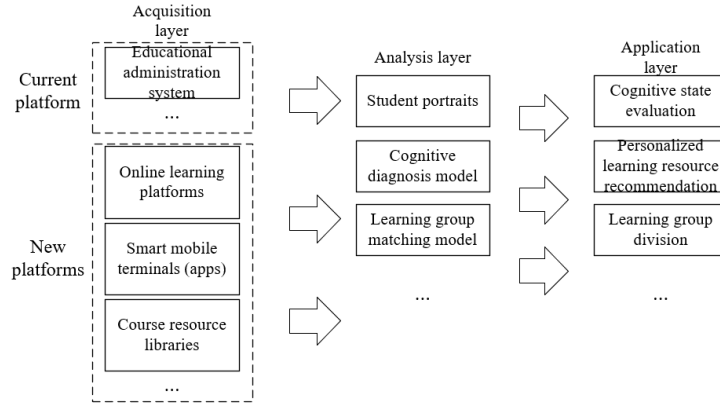 Acquisition
layer
Current
platform
Educational
administration
system
...
New
platforms
Online learning
platforms
Smart mobile
terminals (apps)
Course resource
libraries
...
Analysis layer
Student portraits
Cognitive
diagnosis model
Learning group
matching model
...
Application
layer
Cognitive state
evaluation
Personalized
learning resource
recommendation
Learning group
division
...